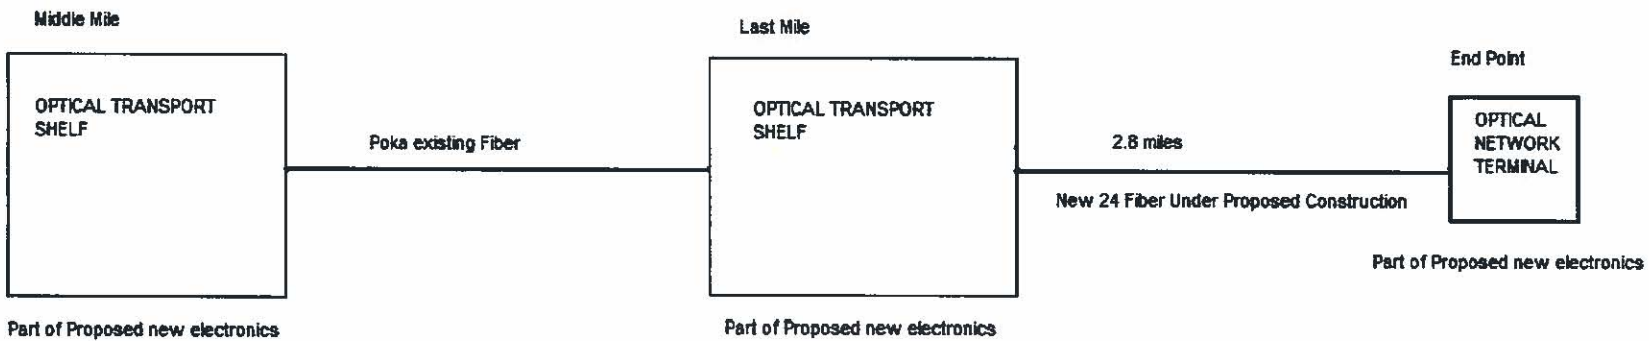 Middle Mile
Last Mile
End Point
OPTICAL TRANSPORT
SHELF
Poka existing Fiber
OPTICAL TRANSPORT
SHELF
2.8 miles
New 24 Fiber Under Proposed Construction
OPTICAL
NETWORK
TERMINAL
Part of Proposed new electronics
Part of Proposed new electronics
Part of Proposed new electronics